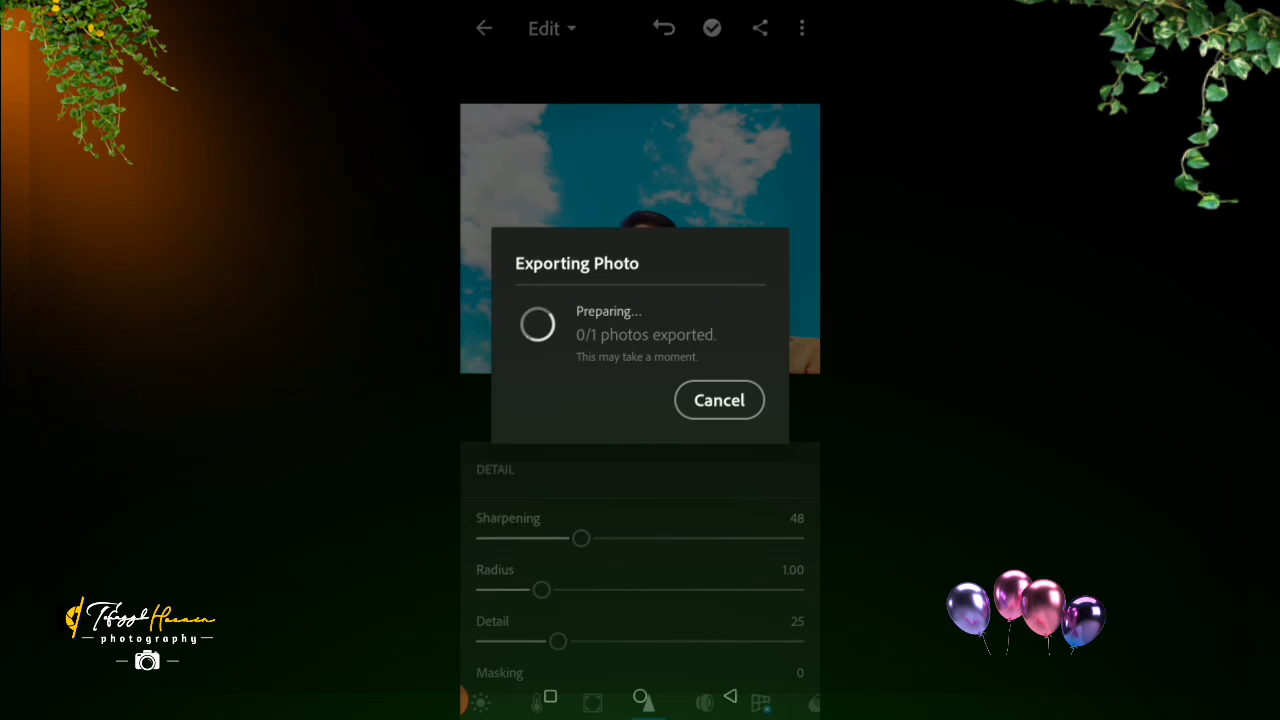 Edit
Exporting Photo
Preparing...
0/1 photos exported.
This may take a moment.
Cancel
DETAIL
Sharpening 48
Radius 1.00
Detail 25
Masking 0
photography